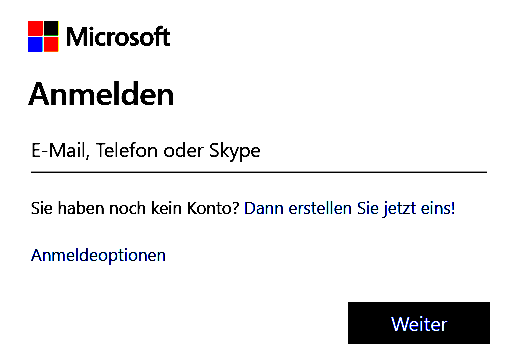 Microsoft
Anmelden
E-Mail, Telefon oder Skype
Sie haben noch kein Konto? Dann erstellen Sie jetzt eins!
Anmeldeoptionen
Weiter